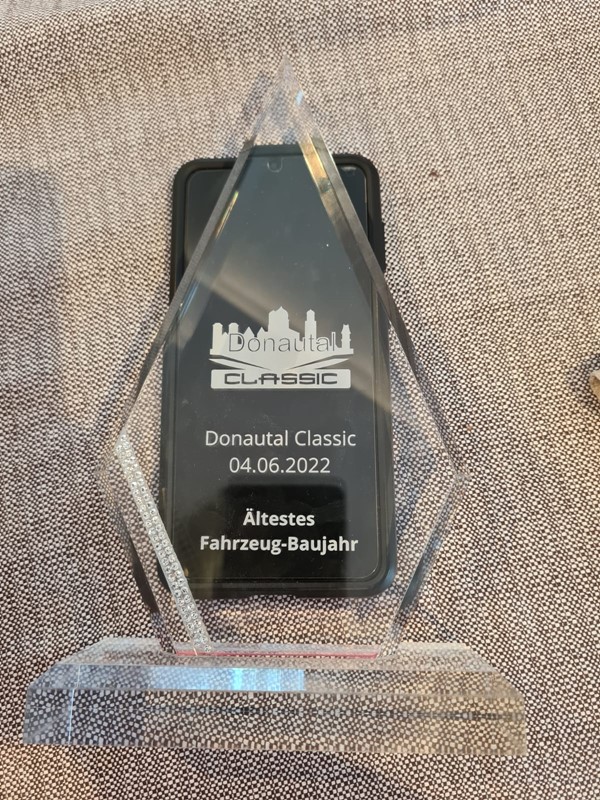 Donautal
CLASSIC
Donautal Classic
04.06.2022
Ältestes
Fahrzeug-Baujahr